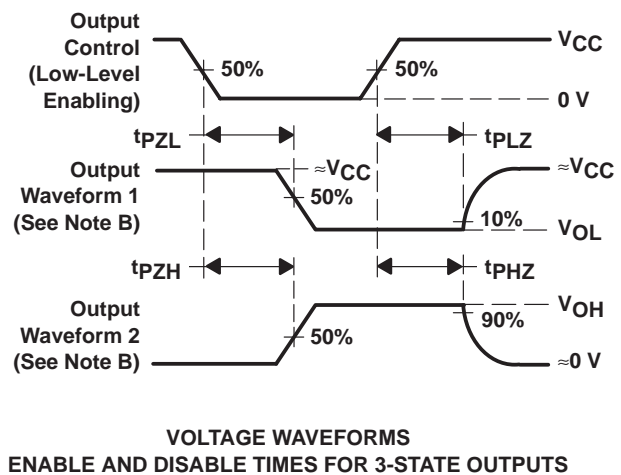 Output
Control
(Low-Level
Enabling)
50%
50%
VCC
0 V
tPZL
tPLZ
Output
Waveform 1
(See Note B)
≈VCC
50%
≈VCC
10%
VOL
tPZH
tPHZ
Output
Waveform 2
(See Note B)
50%
VOH
90%
≈0 V
VOLTAGE WAVEFORMS
ENABLE AND DISABLE TIMES FOR 3-STATE OUTPUTS